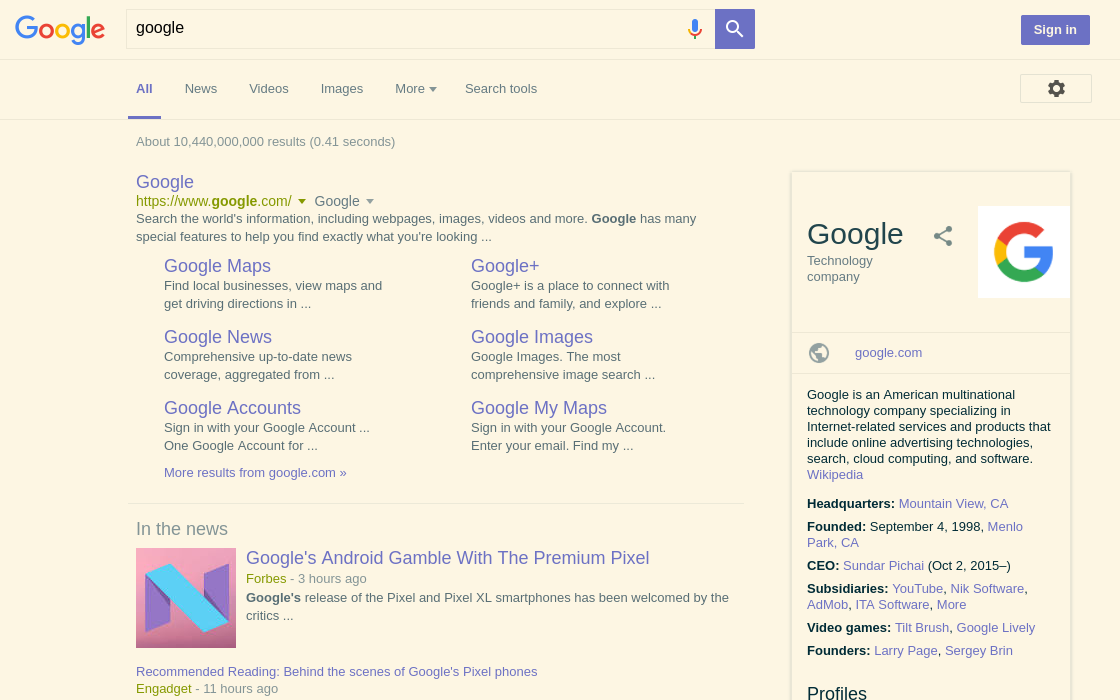 Google
google
Sign in
All News Videos Images More Search tools
About 10,440,000,000 results (0.41 seconds)
Google
https://www.google.com/ Google
Search the world's information, including webpages, images, videos and more. Google has many
special features to help you find exactly what you're looking ...
Google Maps
Find local businesses, view maps and
get driving directions in ...
Google+
Google+ is a place to connect with
friends and family, and explore ...
Google News
Comprehensive up-to-date news
coverage, aggregated from ...
Google Images
Google Images. The most
comprehensive image search ...
Google Accounts
Sign in with your Google Account ...
One Google Account for ...
Google My Maps
Sign in with your Google Account.
Enter your email. Find my ...
More results from google.com »
In the news
Google's Android Gamble With The Premium Pixel
Forbes - 3 hours ago
Google's release of the Pixel and Pixel XL smartphones has been welcomed by the
critics ...
Recommended Reading: Behind the scenes of Google's Pixel phones
Engadget - 11 hours ago
Google
Technology
company
google.com
Google is an American multinational
technology company specializing in
Internet-related services and products that
include online advertising technologies,
search, cloud computing, and software.
Wikipedia
Headquarters: Mountain View, CA
Founded: September 4, 1998, Menlo
Park, CA
CEO: Sundar Pichai (Oct 2, 2015–)
Subsidiaries: YouTube, Nik Software,
AdMob, ITA Software, More
Video games: Tilt Brush, Google Lively
Founders: Larry Page, Sergey Brin
Profiles